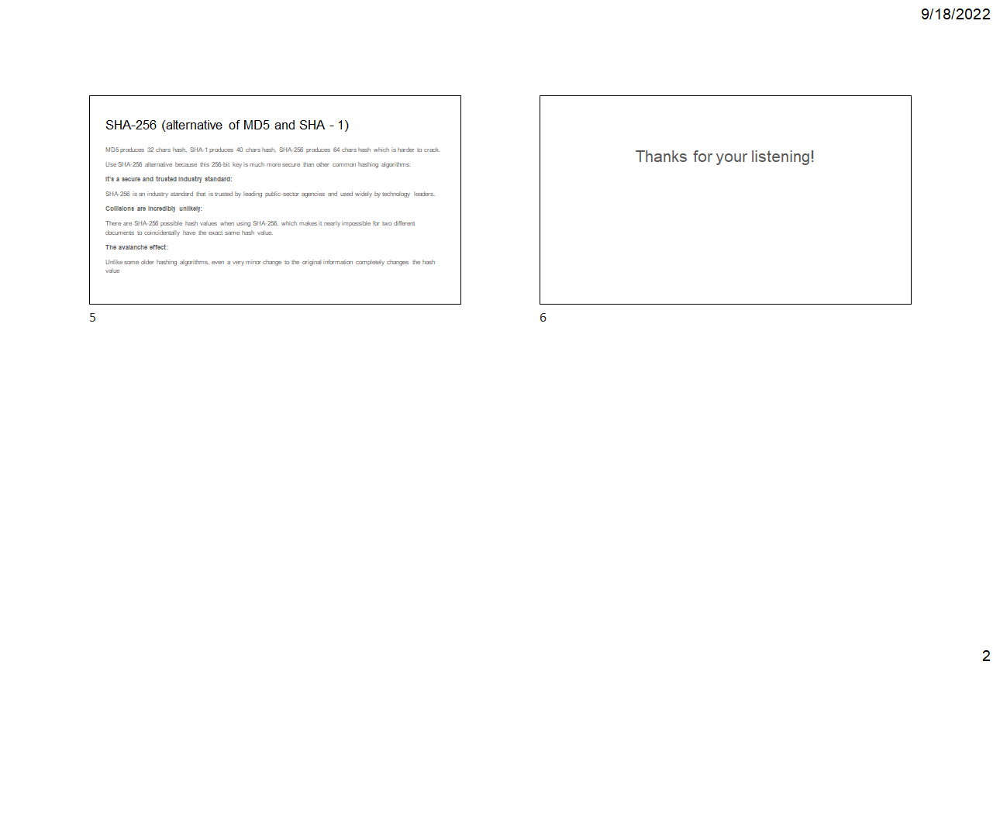 9/18/2022
SHA-256 (alternative of MD5 and SHA - 1)
MD5 produces 32 chars hash, SHA-1 produces 40 chars hash, SHA-256 produces 64 chars hash which is harder to crack.
Use SHA-256 alternative because this 256-bit key is much more secure than other common hashing algorithms:
It's a secure and trusted industry standard:
SHA-256 is an industry standard that is trusted by leading public-sector agencies and used widely by technology leaders.
Collisions are incredibly unlikely:
There are SHA-256 possible hash values when using SHA-256, which makes it nearly impossible for two different
documents to coincidentally have the exact same hash value.
The avalanche effect:
Unlike some older hashing algorithms, even a very minor change to the original information completely changes the hash
value
5
Thanks for your listening!
6
2